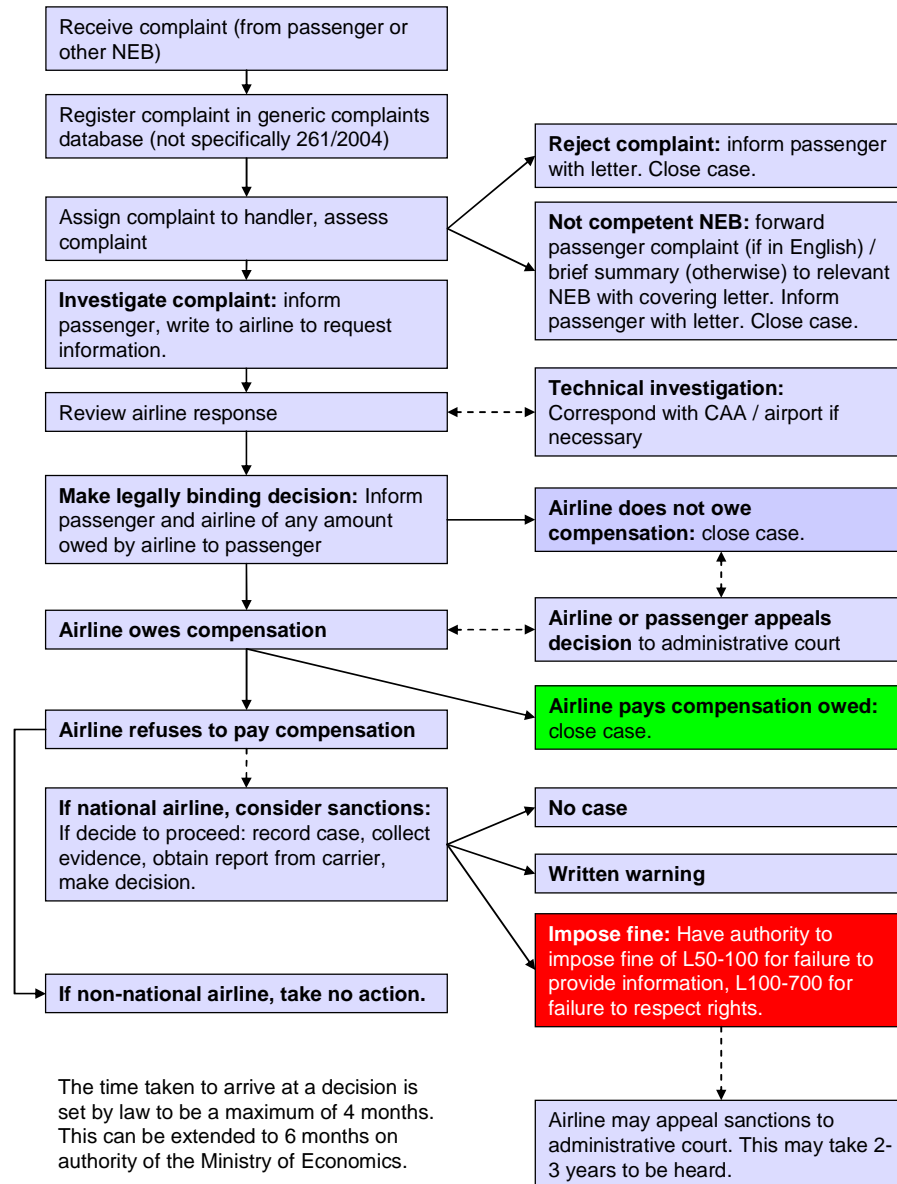 Receive complaint (from passenger or
other NEB)
Register complaint in generic complaints
database (not specifically 261/2004)
Reject complaint: inform passenger
with letter. Close case.
Assign complaint to handler, assess
complaint
Not competent NEB: forward
passenger complaint (if in English) /
brief summary (otherwise) to relevant
NEB with covering letter. Inform
passenger with letter. Close case.
Investigate complaint: inform
passenger, write to airline to request
information.
Review airline response
Technical investigation:
Correspond with CAA / airport if
necessary
Make legally binding decision: Inform
passenger and airline of any amount
owed by airline to passenger
Airline does not owe
compensation: close case.
Airline owes compensation
Airline or passenger appeals
decision to administrative court
Airline pays compensation owed:
close case.
Airline refuses to pay compensation
If national airline, consider sanctions:
If decide to proceed: record case, collect
evidence, obtain report from carrier,
make decision.
No case
Written warning
Impose fine: Have authority to
impose fine of L50-100 for failure to
provide information, L100-700 for
failure to respect rights.
If non-national airline, take no action.
The time taken to arrive at a decision is
set by law to be a maximum of 4 months.
This can be extended to 6 months on
authority of the Ministry of Economics.
Airline may appeal sanctions to
administrative court. This may take 2-
3 years to be heard.